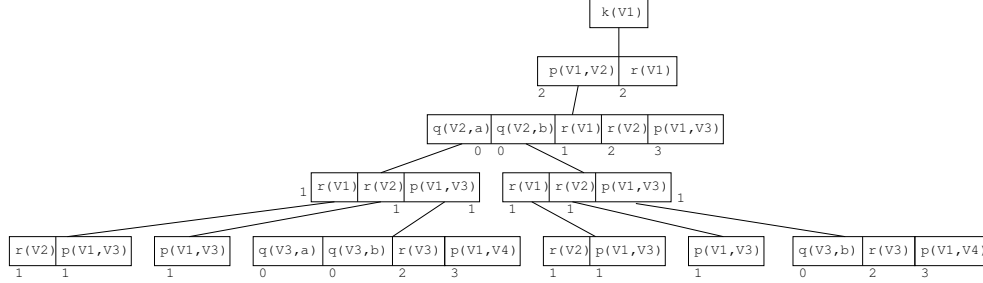 k(V1)
p(V1,V2) r(V1)
2 2
q(V2,a) q(V2,b) r(V1) r(V2) p(V1,V3)
0 0 1 2 3
1 r(V1) r(V2) p(V1,V3) r(V1) r(V2) p(V1,V3) 1
1 1 1 1
r(V2) p(V1,V3) p(V1,V3) q(V3,a) q(V3,b) r(V3) p(V1,V4) r(V2) p(V1,V3) p(V1,V3) q(V3,b) r(V3) p(V1,V4)
1 1 1 0 0 2 3 1 1 1 0 2 3